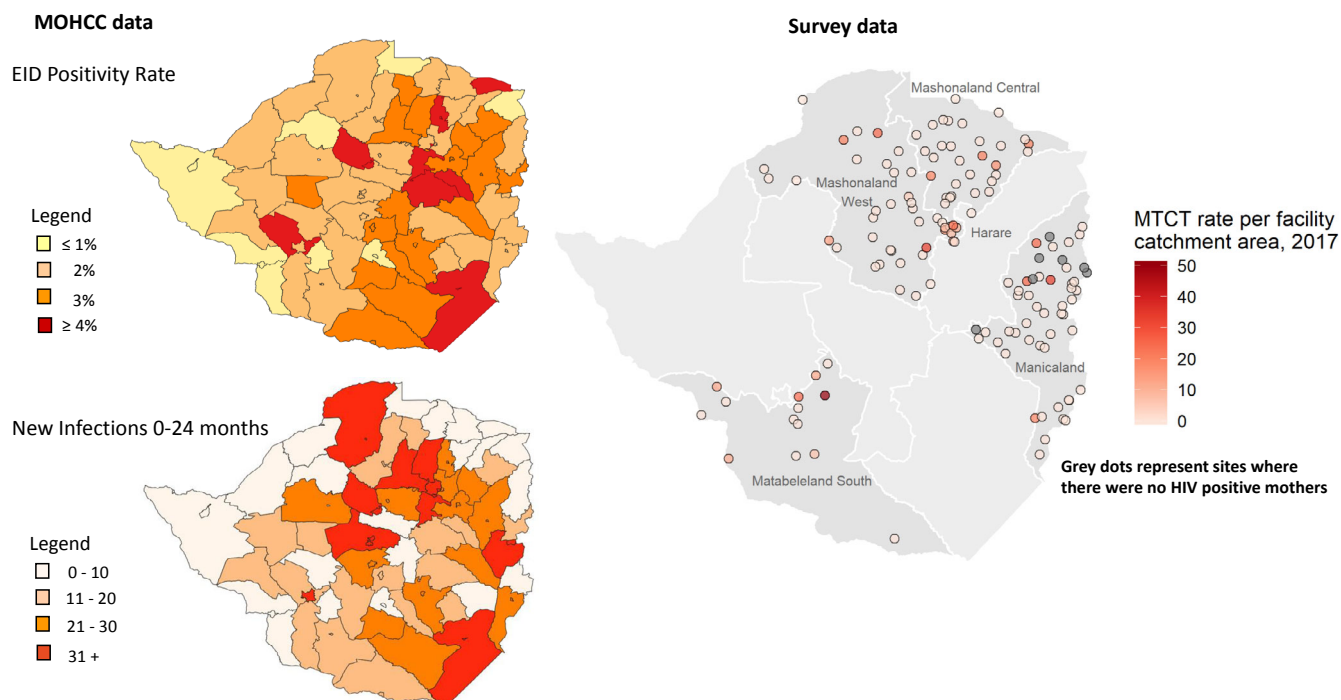 MOHCC data
EID Positivity Rate
Legend
≤ 1%
2%
3%
≥ 4%
New Infections 0-24 months
Legend
0 - 10
11 - 20
21 - 30
31 +
Survey data
Mashonaland Central
Mashonaland
West
Harare
Manicaland
Matabeleland South
MTCT rate per facility
catchment area, 2017
50
40
30
20
10
0
Grey dots represent sites where
there were no HIV positive mothers